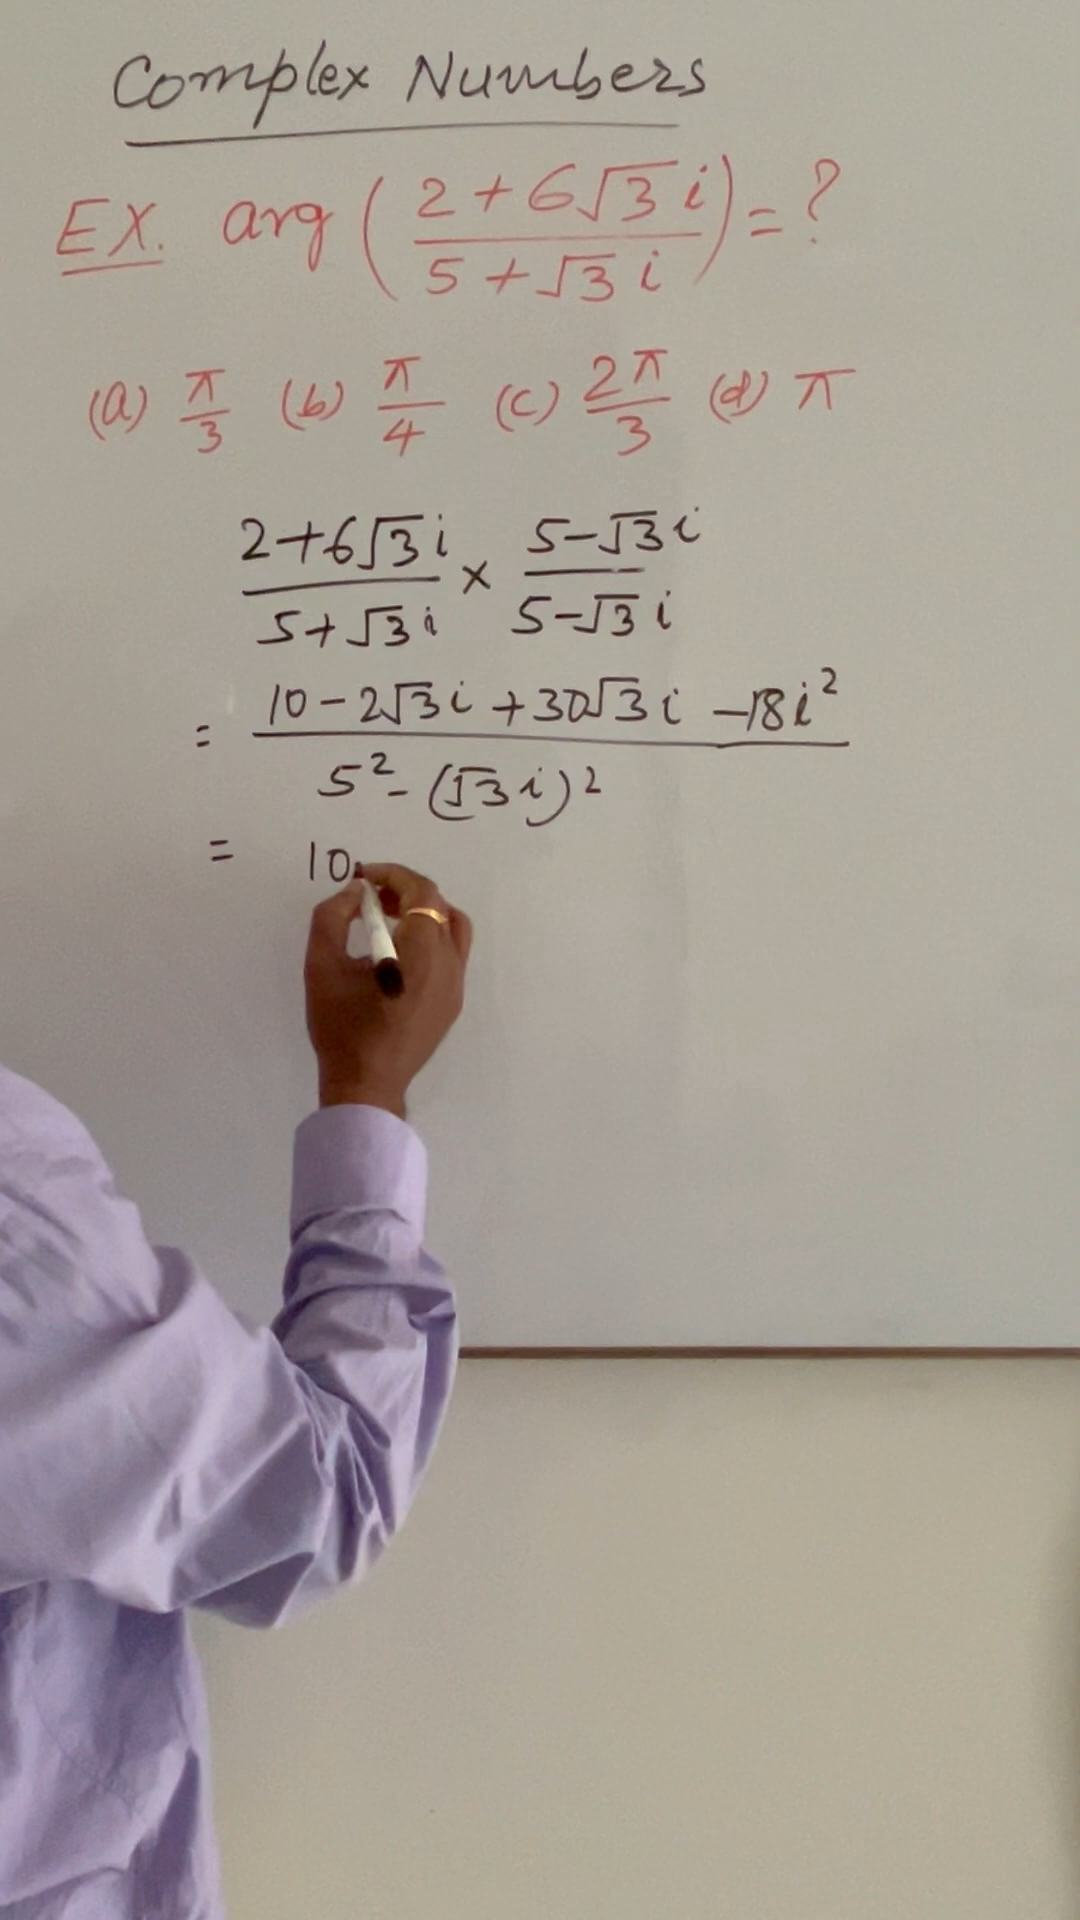 Complex Numbers
EX. arg ( (2+6√3 i)/(5+√3 i) ) = ?
(a) π/3 (b) π/4 (c) 2π/3 (d) π
(2+6√3 i)/(5+√3 i) × (5-√3 i)/(5-√3 i)
= (10-2√3 i+30√3 i-18i²)/(5²-(√3 i)²)
= 10